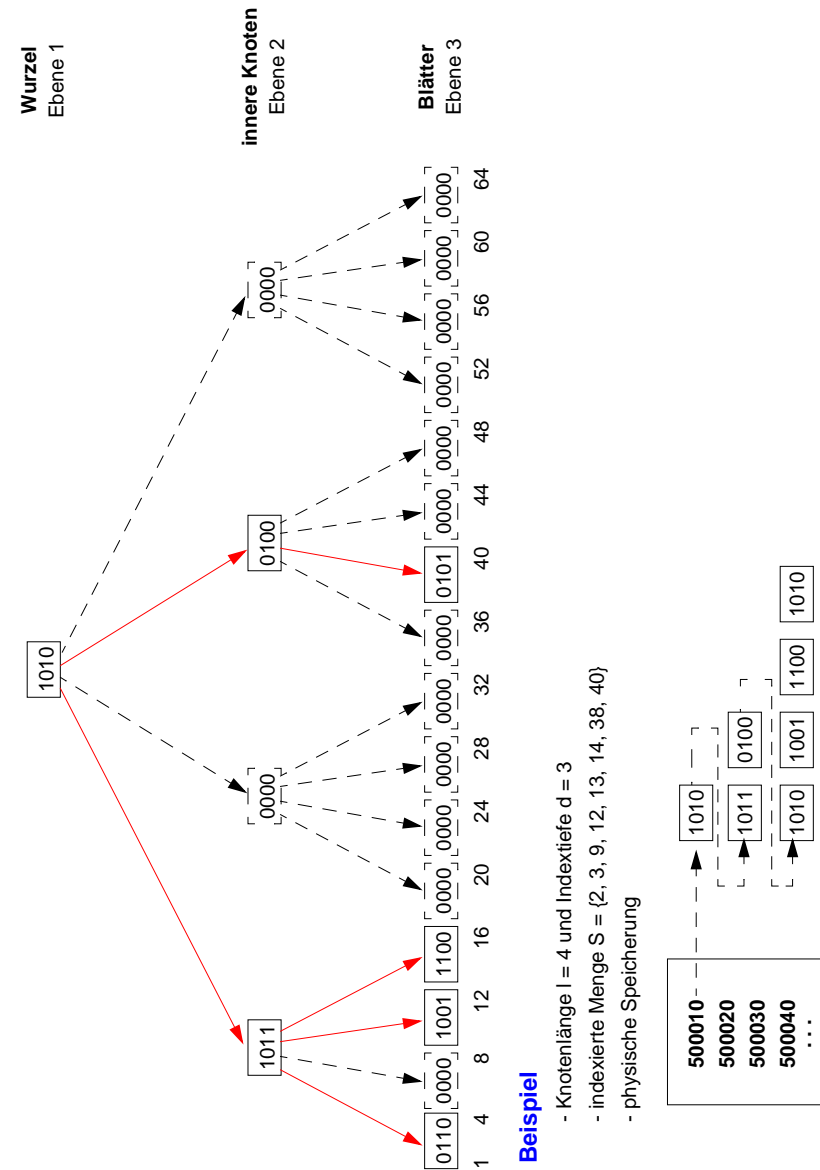 Wurzel
Ebene 1
1010
innere Knoten
Ebene 2
1011
0000
0100
0000
Blätter
Ebene 3
0110
0000
1001
1100
0000
0000
0000
0000
0000
0101
0000
0000
0000
0000
0000
0000
1 4 8 12 16 20 24 28 32 36 40 44 48 52 56 60 64
Beispiel
- Knotenlänge l = 4 und Indextiefe d = 3
- indexierte Menge S = {2, 3, 9, 12, 13, 14, 38, 40}
- physische Speicherung
500010
500020
500030
500040
. . .
1010
1011 0100
1010 1001 1100 1010